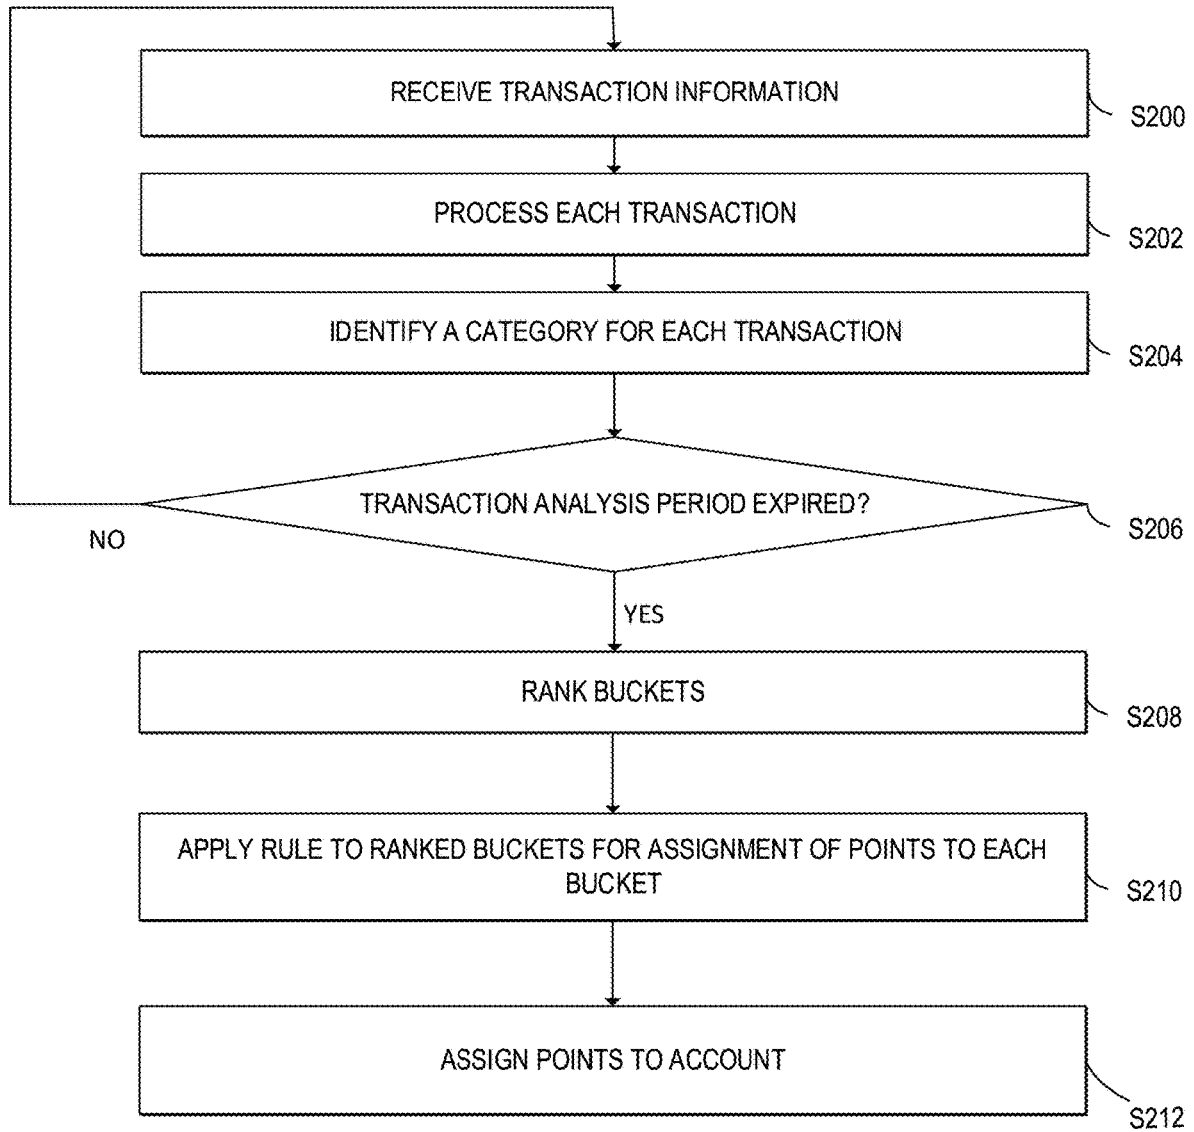 RECEIVE TRANSACTION INFORMATION
S200
PROCESS EACH TRANSACTION
S202
IDENTIFY A CATEGORY FOR EACH TRANSACTION
S204
TRANSACTION ANALYSIS PERIOD EXPIRED?
S206
NO
YES
RANK BUCKETS
S208
APPLY RULE TO RANKED BUCKETS FOR ASSIGNMENT OF POINTS TO EACH
BUCKET
S210
ASSIGN POINTS TO ACCOUNT
S212